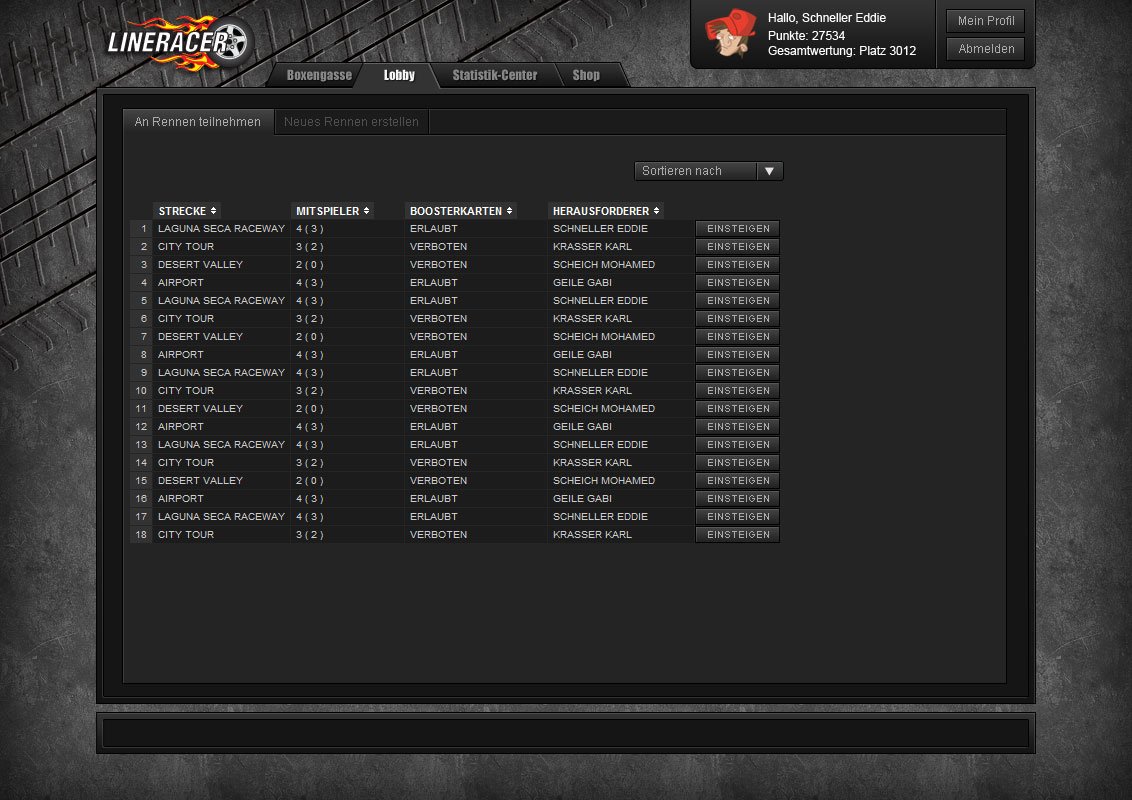 LINERACER
Hallo, Schneller Eddie
Punkte: 27534
Gesamtwertung: Platz 3012
Mein Profil
Abmelden
Boxengasse Lobby Statistik-Center Shop
An Rennen teilnehmen Neues Rennen erstellen
Sortieren nach
STRECKE MITSPIELER BOOSTERKARTEN HERAUSFORDERER
1 LAGUNA SECA RACEWAY 4 ( 3 ) ERLAUBT SCHNELLER EDDIE EINSTEIGEN
2 CITY TOUR 3 ( 2 ) VERBOTEN KRASSER KARL EINSTEIGEN
3 DESERT VALLEY 2 ( 0 ) VERBOTEN SCHEICH MOHAMED EINSTEIGEN
4 AIRPORT 4 ( 3 ) ERLAUBT GEILE GABI EINSTEIGEN
5 LAGUNA SECA RACEWAY 4 ( 3 ) ERLAUBT SCHNELLER EDDIE EINSTEIGEN
6 CITY TOUR 3 ( 2 ) VERBOTEN KRASSER KARL EINSTEIGEN
7 DESERT VALLEY 2 ( 0 ) VERBOTEN SCHEICH MOHAMED EINSTEIGEN
8 AIRPORT 4 ( 3 ) ERLAUBT GEILE GABI EINSTEIGEN
9 LAGUNA SECA RACEWAY 4 ( 3 ) ERLAUBT SCHNELLER EDDIE EINSTEIGEN
10 CITY TOUR 3 ( 2 ) VERBOTEN KRASSER KARL EINSTEIGEN
11 DESERT VALLEY 2 ( 0 ) VERBOTEN SCHEICH MOHAMED EINSTEIGEN
12 AIRPORT 4 ( 3 ) ERLAUBT GEILE GABI EINSTEIGEN
13 LAGUNA SECA RACEWAY 4 ( 3 ) ERLAUBT SCHNELLER EDDIE EINSTEIGEN
14 CITY TOUR 3 ( 2 ) VERBOTEN KRASSER KARL EINSTEIGEN
15 DESERT VALLEY 2 ( 0 ) VERBOTEN SCHEICH MOHAMED EINSTEIGEN
16 AIRPORT 4 ( 3 ) ERLAUBT GEILE GABI EINSTEIGEN
17 LAGUNA SECA RACEWAY 4 ( 3 ) ERLAUBT SCHNELLER EDDIE EINSTEIGEN
18 CITY TOUR 3 ( 2 ) VERBOTEN KRASSER KARL EINSTEIGEN